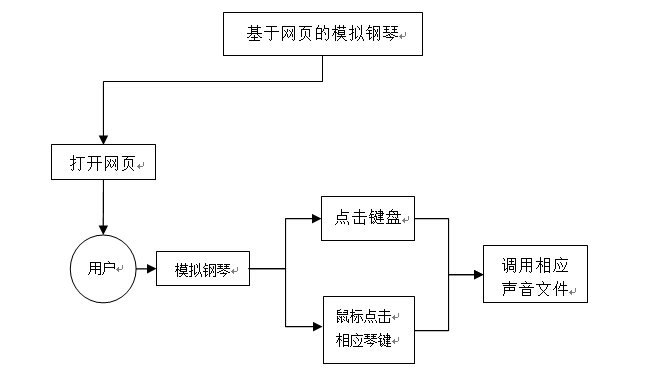 基于网页的模拟钢琴
打开网页
用户
模拟钢琴
点击键盘
鼠标点击
相应琴键
调用相应
声音文件